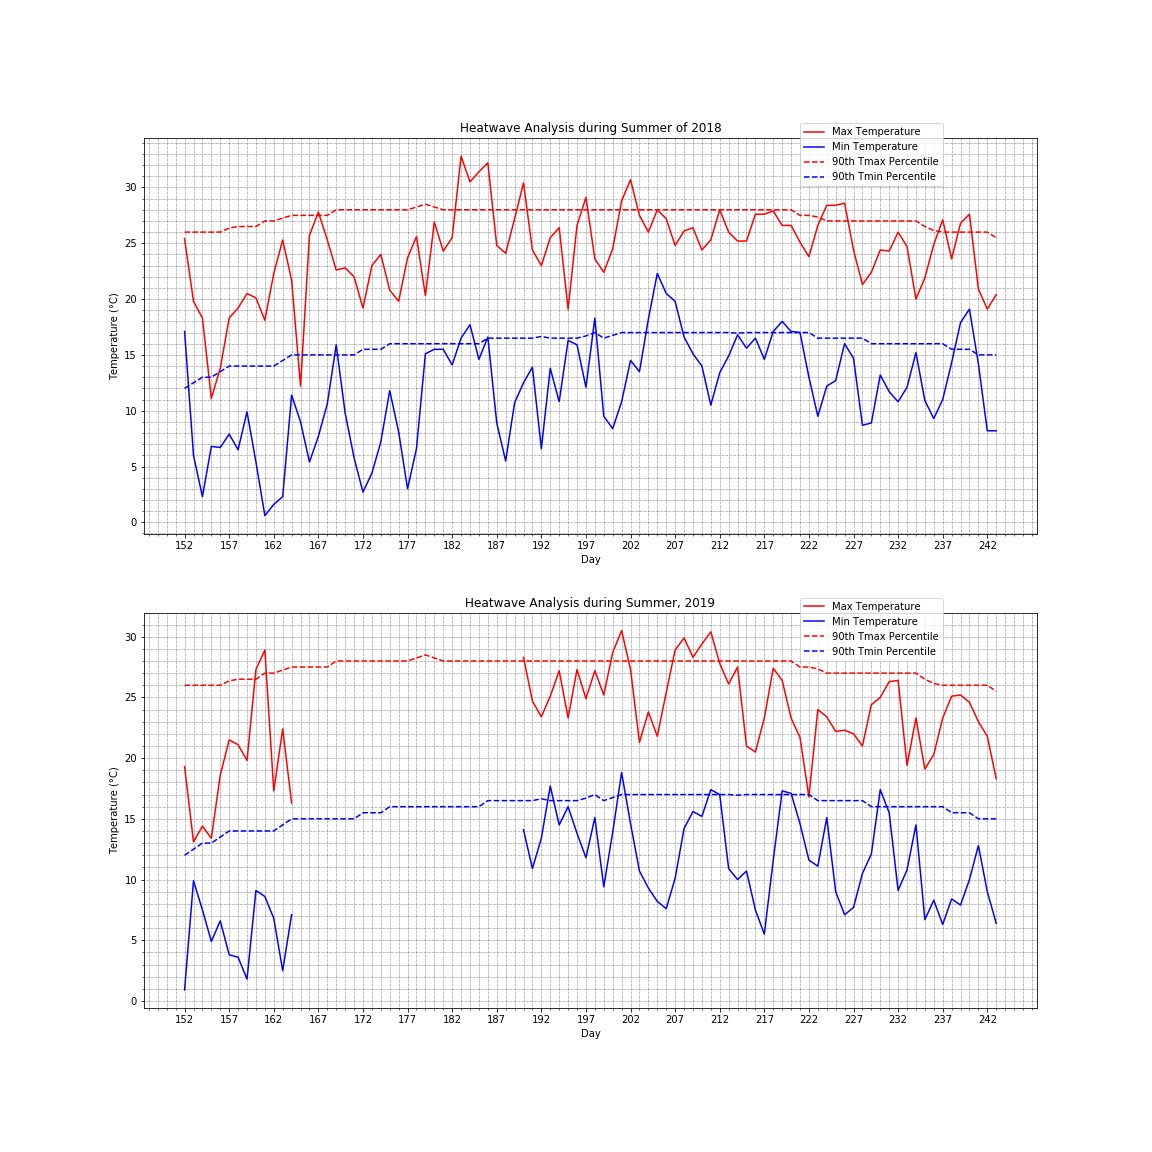 Heatwave Analysis during Summer of 2018
Max Temperature
Min Temperature
90th Tmax Percentile
90th Tmin Percentile
Temperature (°C)
30
25
20
15
10
5
0
152 157 162 167 172 177 182 187 192 197 202 207 212 217 222 227 232 237 242
Day
Heatwave Analysis during Summer, 2019
Max Temperature
Min Temperature
90th Tmax Percentile
90th Tmin Percentile
Temperature (°C)
30
25
20
15
10
5
0
152 157 162 167 172 177 182 187 192 197 202 207 212 217 222 227 232 237 242
Day